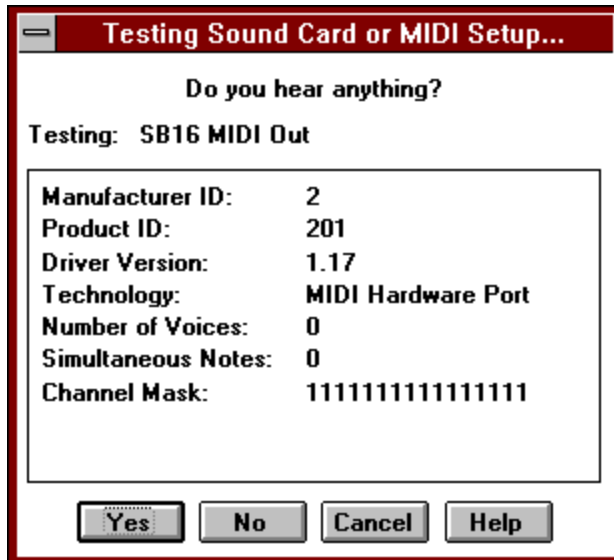 Testing Sound Card or MIDI Setup...
Do you hear anything?
Testing: SB16 MIDI Out
Manufacturer ID: 2
Product ID: 201
Driver Version: 1.17
Technology: MIDI Hardware Port
Number of Voices: 0
Simultaneous Notes: 0
Channel Mask: 1111111111111111
Yes No Cancel Help